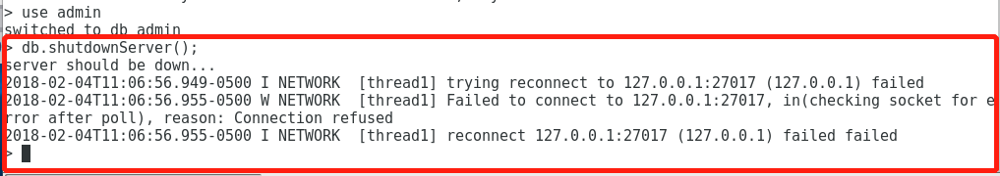 > use admin
switched to db admin
> db.shutdownServer();
server should be down...
2018-02-04T11:06:56.949-0500 I NETWORK  [thread1] trying reconnect to 127.0.0.1:27017 (127.0.0.1) failed
2018-02-04T11:06:56.955-0500 W NETWORK  [thread1] Failed to connect to 127.0.0.1:27017, in(checking socket for e
rror after poll), reason: Connection refused
2018-02-04T11:06:56.955-0500 I NETWORK  [thread1] reconnect 127.0.0.1:27017 (127.0.0.1) failed failed
>